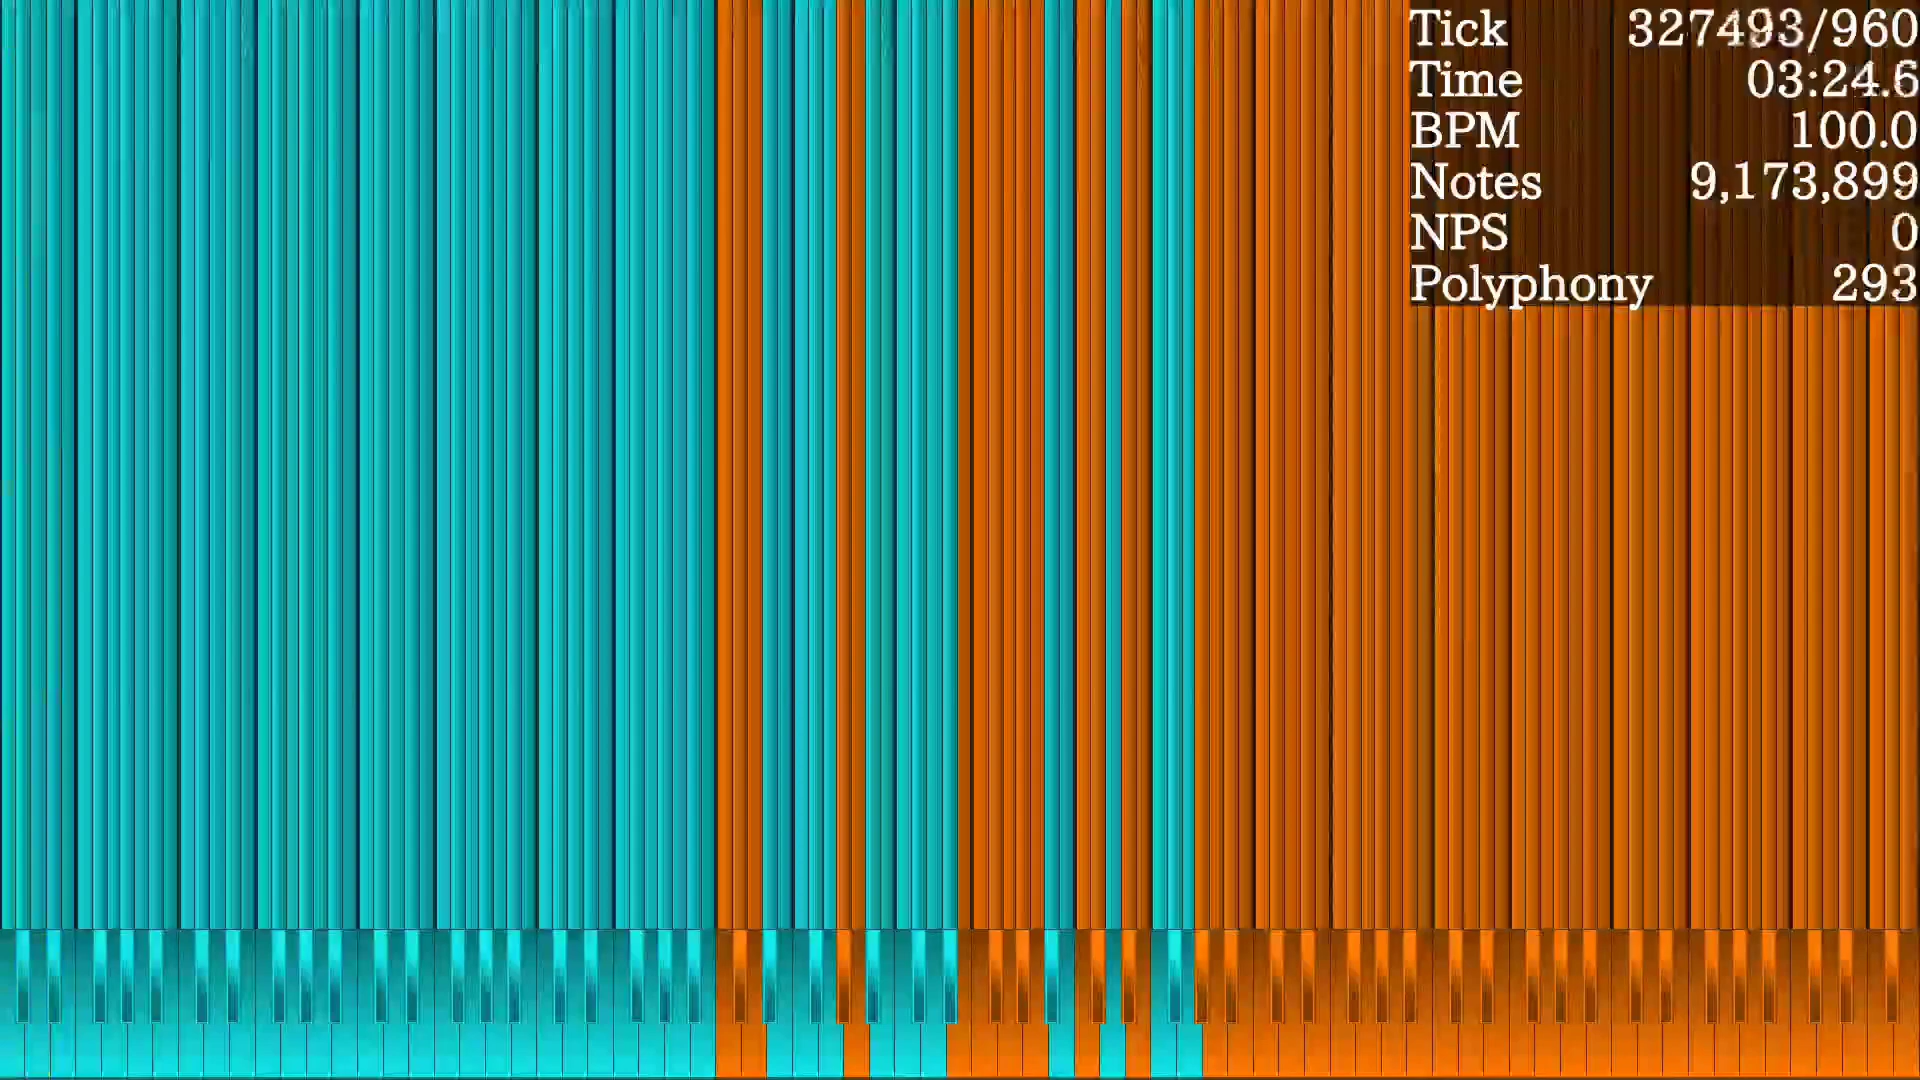 Tick 327493/960
Time 03:24.6
BPM 100.0
Notes 9,173,899
NPS 0
Polyphony 293